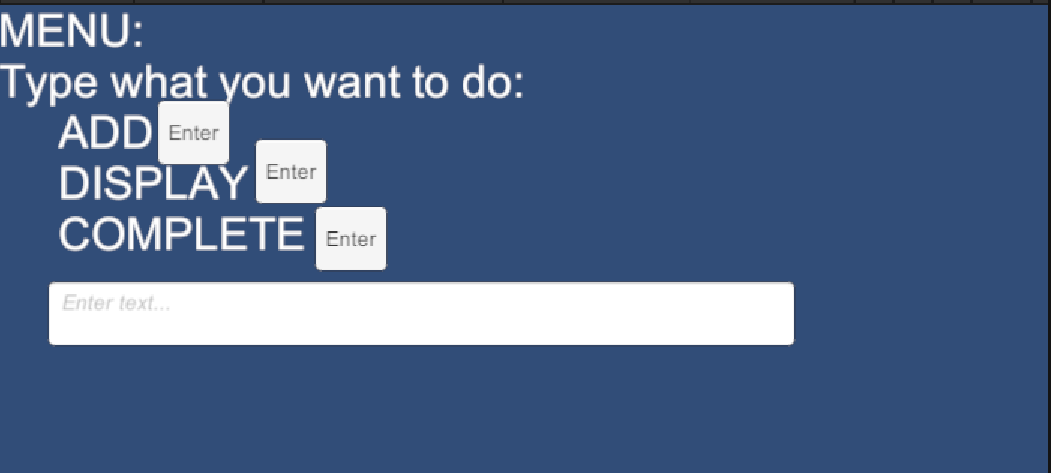 MENU:
Type what you want to do:
ADD Enter
DISPLAY Enter
COMPLETE Enter
Enter text...